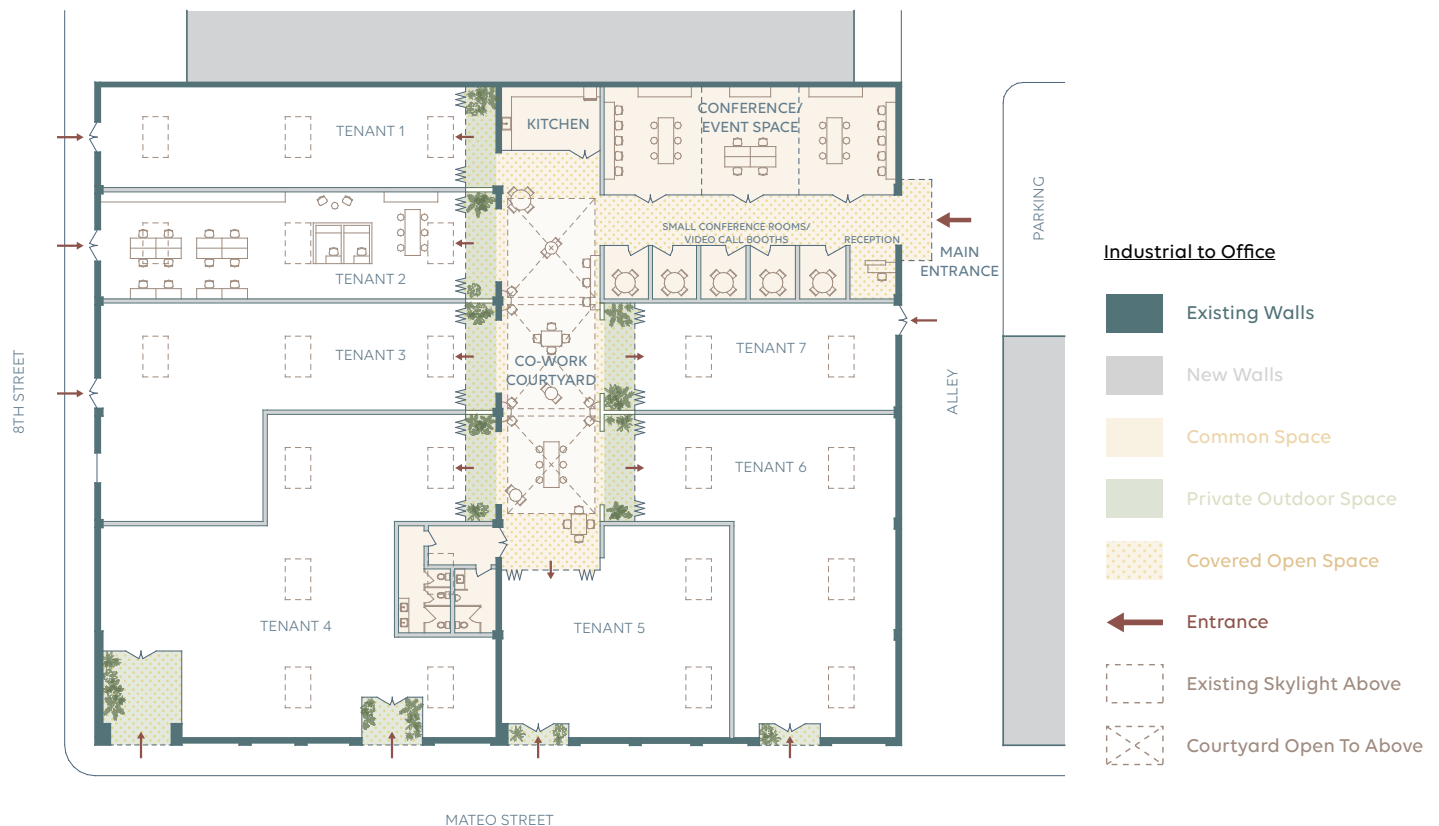 TENANT 1
KITCHEN
CONFERENCE/
EVENT SPACE
PARKING
SMALL CONFERENCE ROOMS/
VIDEO CALL BOOTHS
RECEPTION
MAIN
ENTRANCE
TENANT 2
TENANT 3
TENANT 7
CO-WORK
COURTYARD
8TH STREET
ALLEY
TENANT 6
TENANT 4
TENANT 5
MATEO STREET
Industrial to Office
Existing Walls
New Walls
Common Space
Private Outdoor Space
Covered Open Space
Entrance
Existing Skylight Above
Courtyard Open To Above